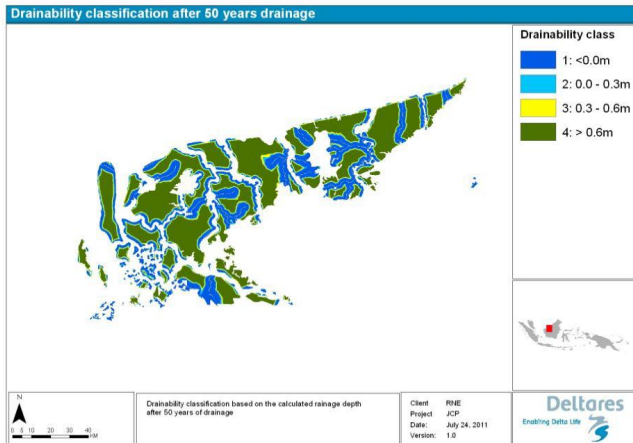 Drainability classification after 50 years drainage
Drainability class
1: <0.0m
2: 0.0 - 0.3m
3: 0.3 - 0.6m
4: > 0.6m
N
0 5 10 20 30 40
KM
Drainability classification based on the calculated rainage depth
after 50 years of drainage
Client RNE
Project JCP
Date: July 24, 2011
Version: 1.0
Deltares
Enabling Delta Life